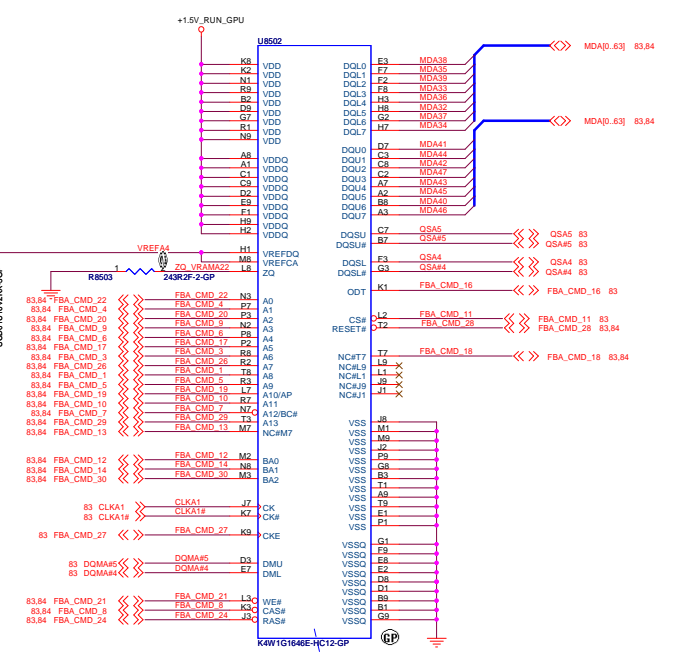 +1.5V_RUN_GPU
U8502
K8 VDD DQL0 E3 MDA38
K2 VDD DQL1 F7 MDA35
N1 VDD DQL2 F2 MDA39
R9 VDD DQL3 F8 MDA33
B2 VDD DQL4 H3 MDA36
D9 VDD DQL5 H8 MDA32
G7 VDD DQL6 G2 MDA37
R1 VDD DQL7 H7 MDA34
N9 VDD
MDA[0..63] 83,84
MDA[0..63] 83,84
A8 VDDQ DQU0 D7 MDA41
A1 VDDQ DQU1 C3 MDA44
C1 VDDQ DQU2 C8 MDA42
C9 VDDQ DQU3 C2 MDA47
D2 VDDQ DQU4 A7 MDA43
E9 VDDQ DQU5 A2 MDA45
F1 VDDQ DQU6 B8 MDA40
H9 VDDQ DQU7 A3 MDA46
H2 VDDQ
DQSU C7 QSA5 QSA5 83
DQSU# B7 QSA#5 QSA#5 83
VREFA4 H1 VREFDQ
M8 VREFCA DQSL F3 QSA4 QSA4 83
R8503 1 243R2F-2-GP ZQ_VRAMA22 L8 ZQ DQSL# G3 QSA#4 QSA#4 83
ODT K1 FBA_CMD_16 FBA_CMD_16 83
83,84 FBA_CMD_22 FBA_CMD_22 N3 A0
83,84 FBA_CMD_4 FBA_CMD_4 P7 A1
83,84 FBA_CMD_20 FBA_CMD_20 P3 A2 CS# L2 FBA_CMD_11 FBA_CMD_11 83
83,84 FBA_CMD_9 FBA_CMD_9 N2 A3 RESET# T2 FBA_CMD_28 FBA_CMD_28 83,84
83,84 FBA_CMD_6 FBA_CMD_6 P8 A4
83,84 FBA_CMD_17 FBA_CMD_17 P2 A5
83,84 FBA_CMD_3 FBA_CMD_3 R8 A6 NC#T7 T7 FBA_CMD_18 FBA_CMD_18 83,84
83,84 FBA_CMD_26 FBA_CMD_26 R2 A7 NC#L9 L9
83,84 FBA_CMD_1 FBA_CMD_1 T8 A8 NC#L1 L1
83,84 FBA_CMD_5 FBA_CMD_5 R3 A9 NC#J9 J9
83,84 FBA_CMD_19 FBA_CMD_19 L7 A10/AP NC#J1 J1
83,84 FBA_CMD_10 FBA_CMD_10 R7 A11
83,84 FBA_CMD_7 FBA_CMD_7 N7 A12/BC#
83,84 FBA_CMD_29 FBA_CMD_29 T3 A13 VSS J8
83,84 FBA_CMD_13 FBA_CMD_13 M7 NC#M7 VSS M1
VSS M9
VSS J2
83,84 FBA_CMD_12 FBA_CMD_12 M2 BA0 VSS P9
83,84 FBA_CMD_14 FBA_CMD_14 N8 BA1 VSS G8
83,84 FBA_CMD_30 FBA_CMD_30 M3 BA2 VSS B3
VSS T1
VSS A9
83 CLKA1 CLKA1 J7 CK VSS T9
83 CLKA1# CLKA1# K7 CK# VSS E1
VSS P1
83 FBA_CMD_27 FBA_CMD_27 K9 CKE
VSSQ G1
VSSQ F9
83 DQMA#5 DQMA#5 D3 DMU VSSQ E8
83 DQMA#4 DQMA#4 E7 DML VSSQ E2
VSSQ D8
VSSQ D1
83,84 FBA_CMD_21 FBA_CMD_21 L3 WE# VSSQ B9
83,84 FBA_CMD_8 FBA_CMD_8 K3 CAS# VSSQ B1
83,84 FBA_CMD_24 FBA_CMD_24 J3 RAS# VSSQ G9
K4W1G1646E-HC12-GP
GP